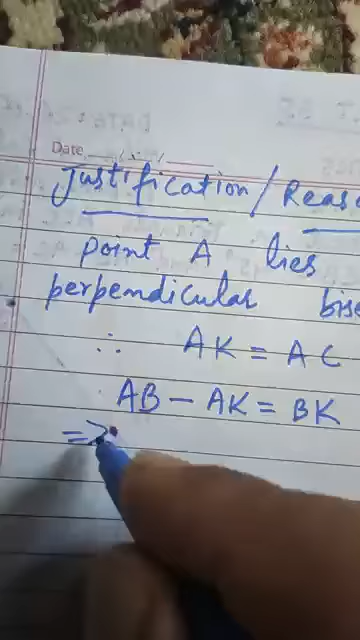 Date
Justification/Reas
point A lies
perpendicular bise
∴ AK = AC
AB - AK = BK
=>